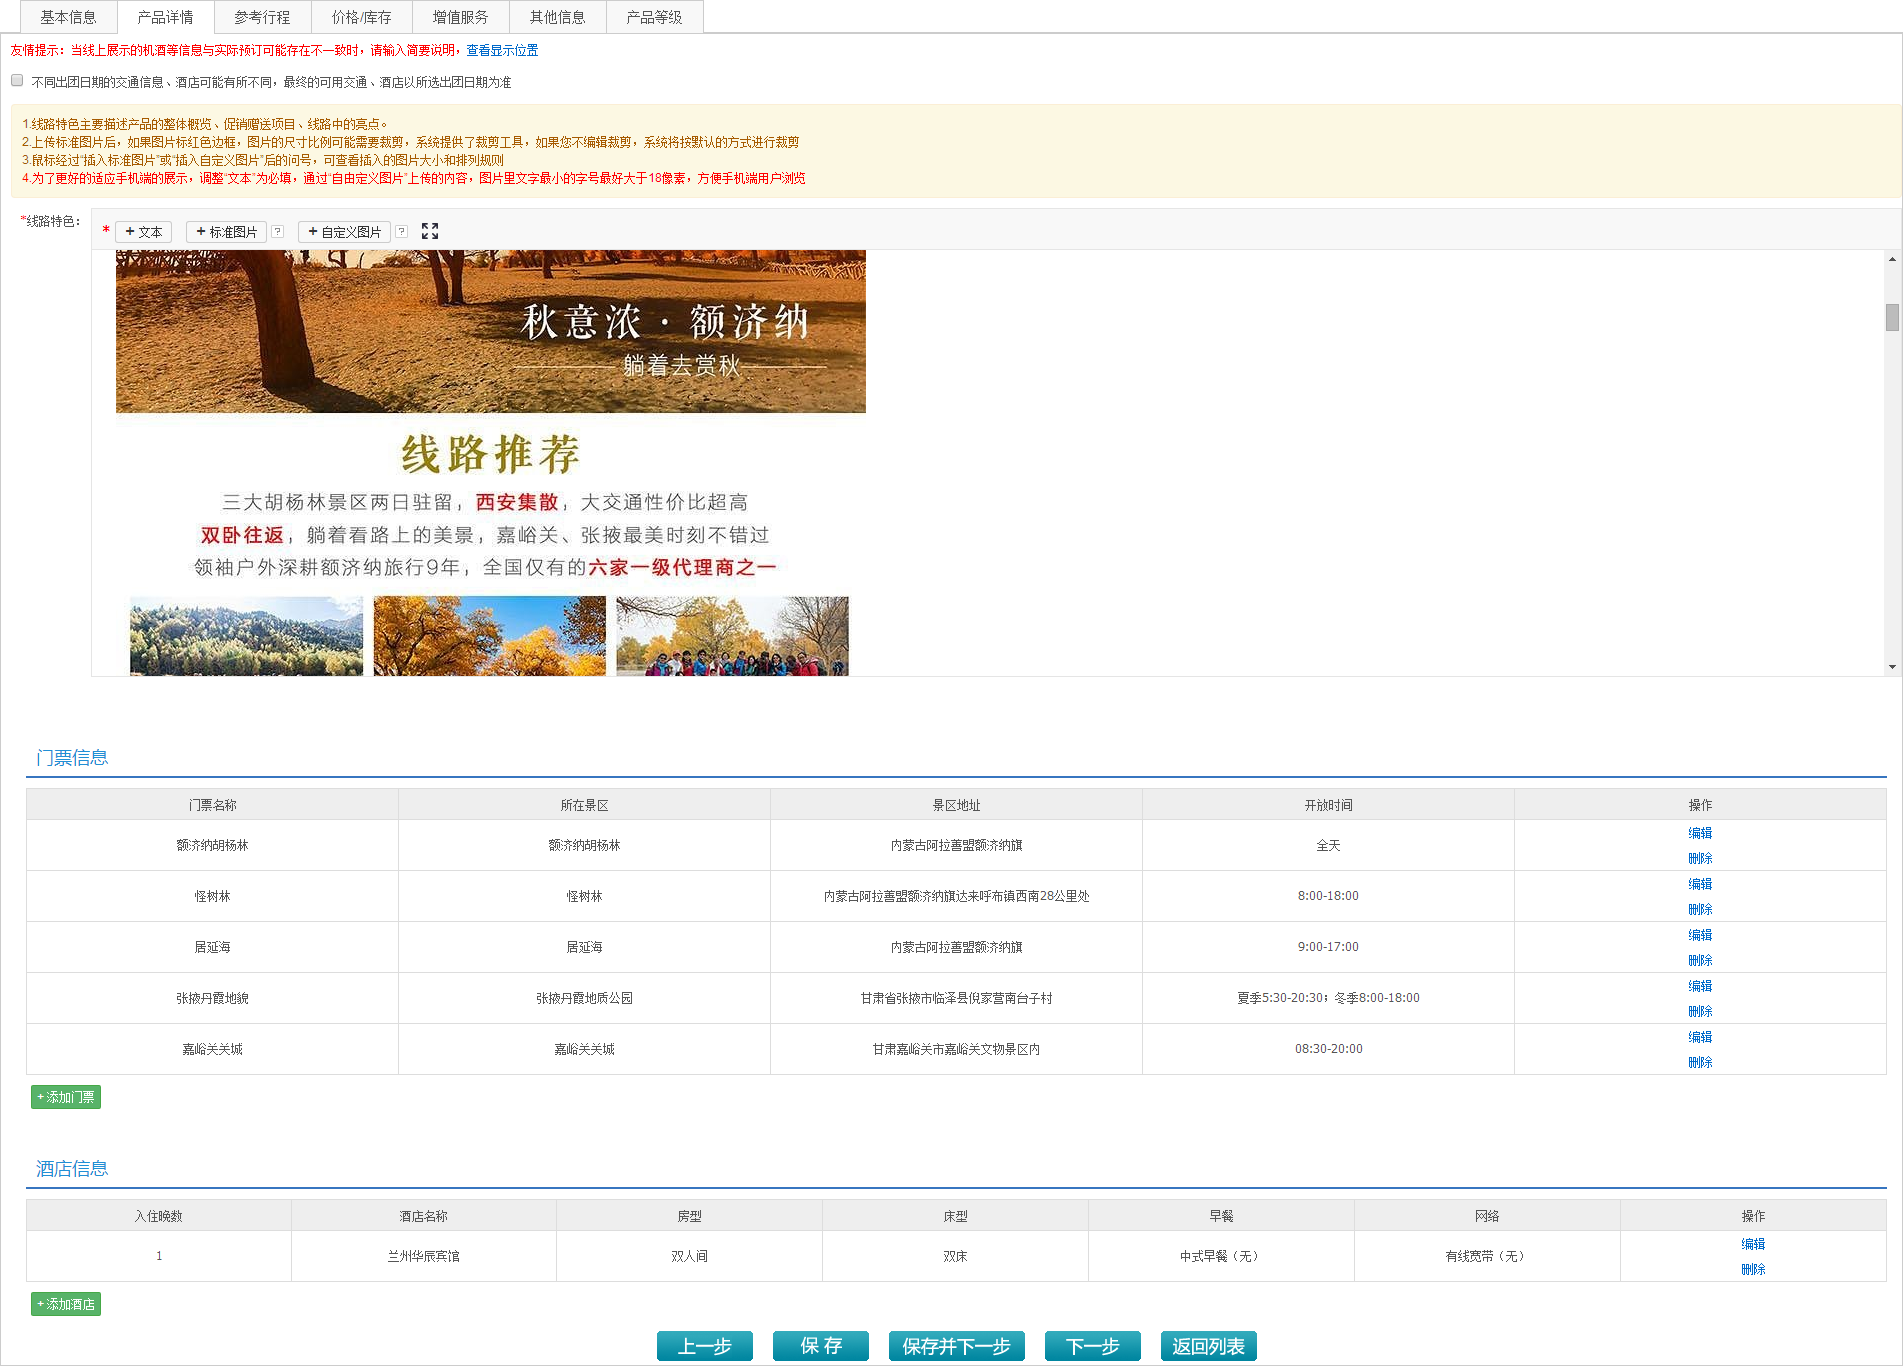 基本信息 产品详情 参考行程 价格/库存 增值服务 其他信息 产品等级
友情提示：当线上展示的机酒等信息与实际预订可能存在不一致时，请输入简要说明，查看显示位置
不同出团日期的交通信息、酒店可能有所不同，最终的可用交通、酒店以所选出团日期为准
1.线路特色主要描述产品的整体概览、促销赠送项目、线路中的亮点。
2.上传标准图片后，如果图片标红色边框，图片的尺寸比例可能需要裁剪，系统提供了裁剪工具，如果您不编辑裁剪，系统将按默认的方式进行裁剪
3.鼠标经过“插入标准图片”或“插入自定义图片”后的问号，可查看插入的图片大小和排列规则
4.为了更好的适应手机端的展示，调整“文本”为必填，通过“自由定义图片”上传的内容，图片里文字最小的字号最好大于18像素，方便手机端用户浏览
*线路特色： * + 文本 + 标准图片 ? + 自定义图片 ?
秋意浓·额济纳
躺着去赏秋
线路推荐
三大胡杨林景区两日驻留，西安集散，大交通性价比超高
双卧往返，躺着看路上的美景，嘉峪关、张掖最美时刻不错过
领袖户外深耕额济纳旅行9年，全国仅有的六家一级代理商之一
门票信息
门票名称 所在景区 景区地址 开放时间 操作
额济纳胡杨林 额济纳胡杨林 内蒙古阿拉善盟额济纳旗 全天 编辑 删除
怪树林 怪树林 内蒙古阿拉善盟额济纳旗达来呼布镇西南28公里处 8:00-18:00 编辑 删除
居延海 居延海 内蒙古阿拉善盟额济纳旗 9:00-17:00 编辑 删除
张掖丹霞地貌 张掖丹霞地质公园 甘肃省张掖市临泽县倪家营南台子村 夏季5:30-20:30；冬季8:00-18:00 编辑 删除
嘉峪关关城 嘉峪关关城 甘肃嘉峪关市嘉峪关文物景区内 08:30-20:00 编辑 删除
+ 添加门票
酒店信息
入住晚数 酒店名称 房型 床型 早餐 网络 操作
1 兰州华辰宾馆 双人间 双床 中式早餐（无） 有线宽带（无） 编辑 删除
+ 添加酒店
上一步 保 存 保存并下一步 下一步 返回列表